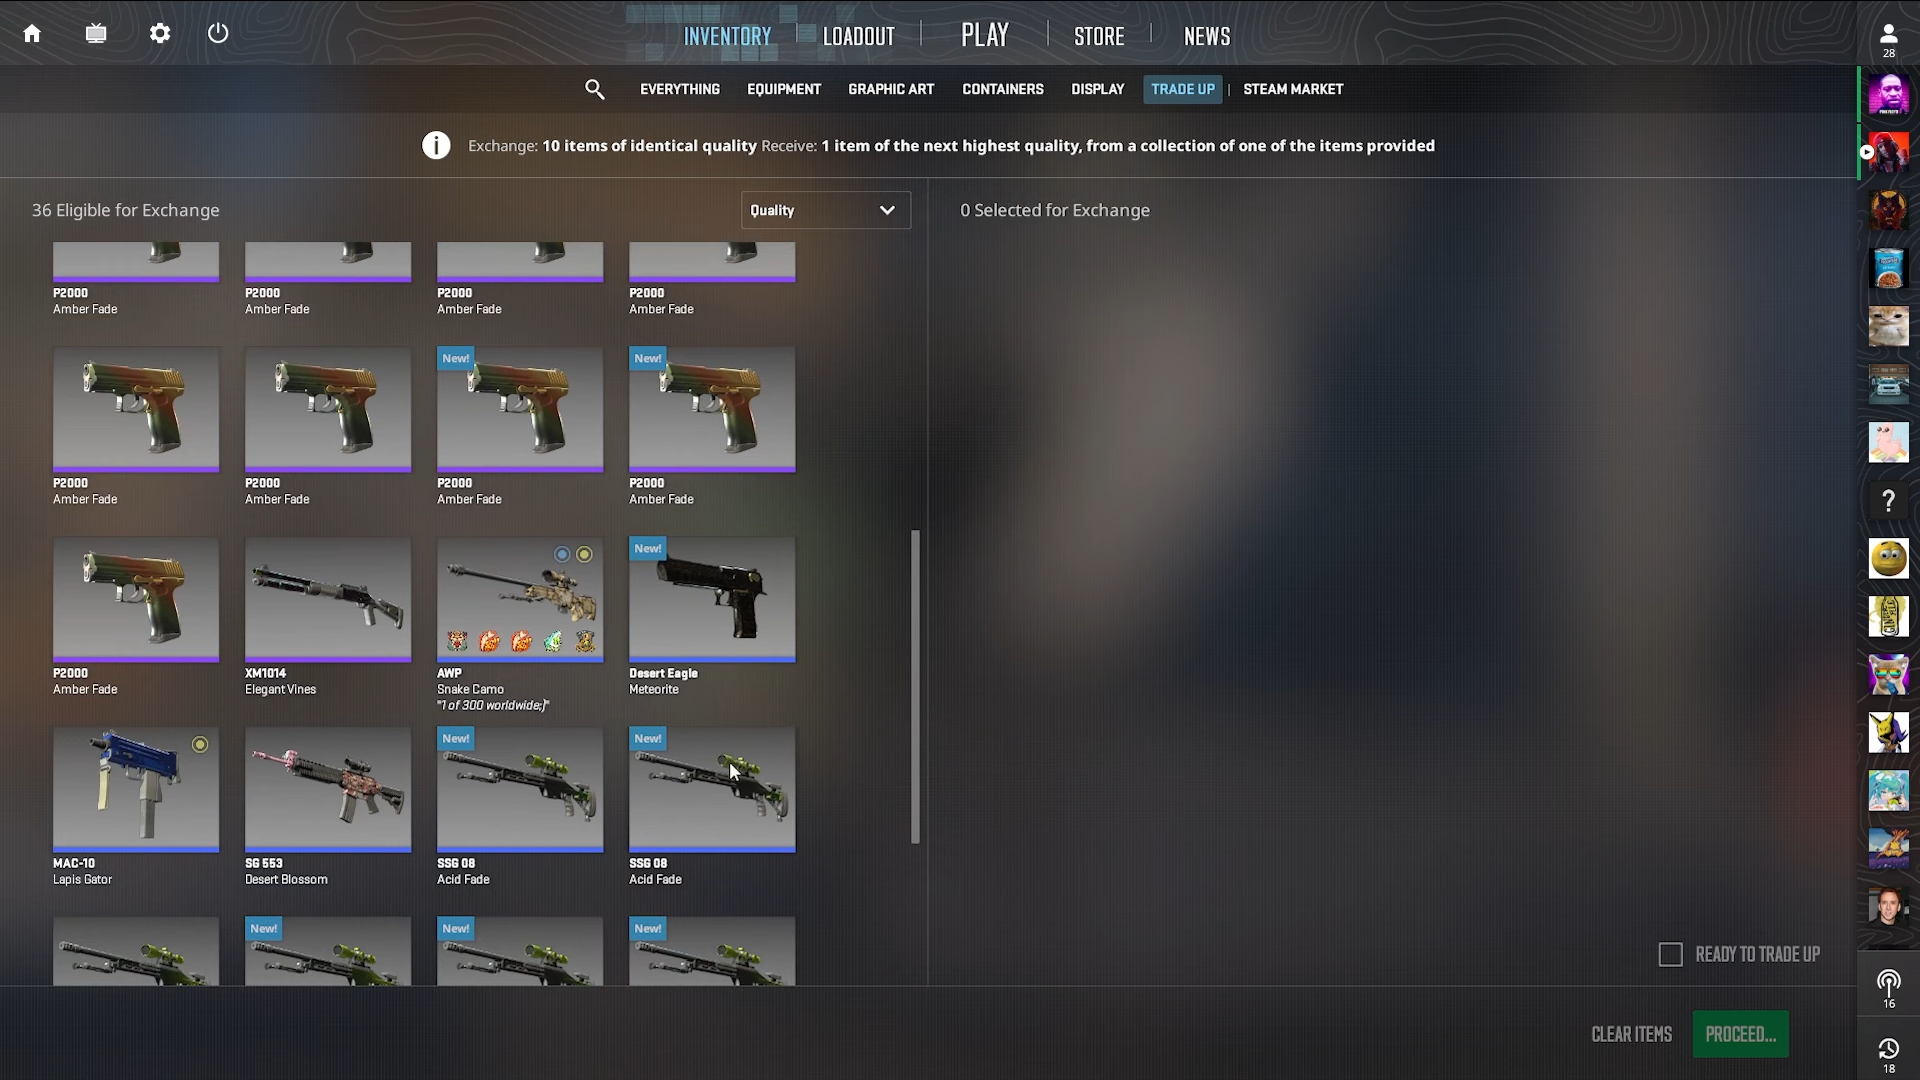 INVENTORY
LOADOUT
PLAY
STORE
NEWS
28
EVERYTHING
EQUIPMENT
GRAPHIC ART
CONTAINERS
DISPLAY
TRADE UP
STEAM MARKET
Exchange: 10 items of identical quality Receive: 1 item of the next highest quality, from a collection of one of the items provided
36 Eligible for Exchange
Quality
0 Selected for Exchange
P2000
Amber Fade
P2000
Amber Fade
P2000
Amber Fade
P2000
Amber Fade
P2000
Amber Fade
P2000
Amber Fade
New!
P2000
Amber Fade
New!
P2000
Amber Fade
P2000
Amber Fade
XM1014
Elegant Vines
AWP
Snake Camo
"1 of 300 worldwide;)"
New!
Desert Eagle
Meteorite
MAC-10
Lapis Gator
SG 553
Desert Blossom
New!
SSG 08
Acid Fade
New!
SSG 08
Acid Fade
New!
New!
New!
READY TO TRADE UP
CLEAR ITEMS
PROCEED...
?
16
18